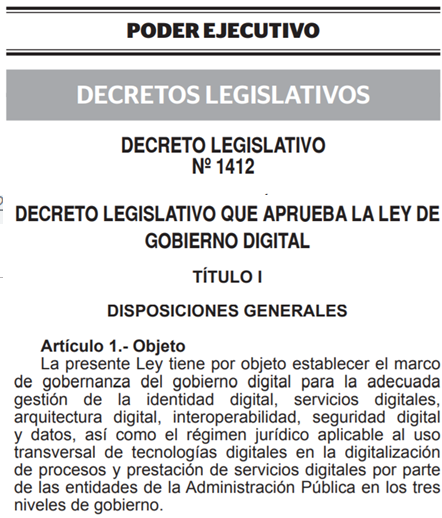 PODER EJECUTIVO
DECRETOS LEGISLATIVOS
DECRETO LEGISLATIVO
Nº 1412
DECRETO LEGISLATIVO QUE APRUEBA LA LEY DE
GOBIERNO DIGITAL
TÍTULO I
DISPOSICIONES GENERALES
Artículo 1.- Objeto
La presente Ley tiene por objeto establecer el marco
de gobernanza del gobierno digital para la adecuada
gestión de la identidad digital, servicios digitales,
arquitectura digital, interoperabilidad, seguridad digital
y datos, así como el régimen jurídico aplicable al uso
transversal de tecnologías digitales en la digitalización
de procesos y prestación de servicios digitales por parte
de las entidades de la Administración Pública en los tres
niveles de gobierno.